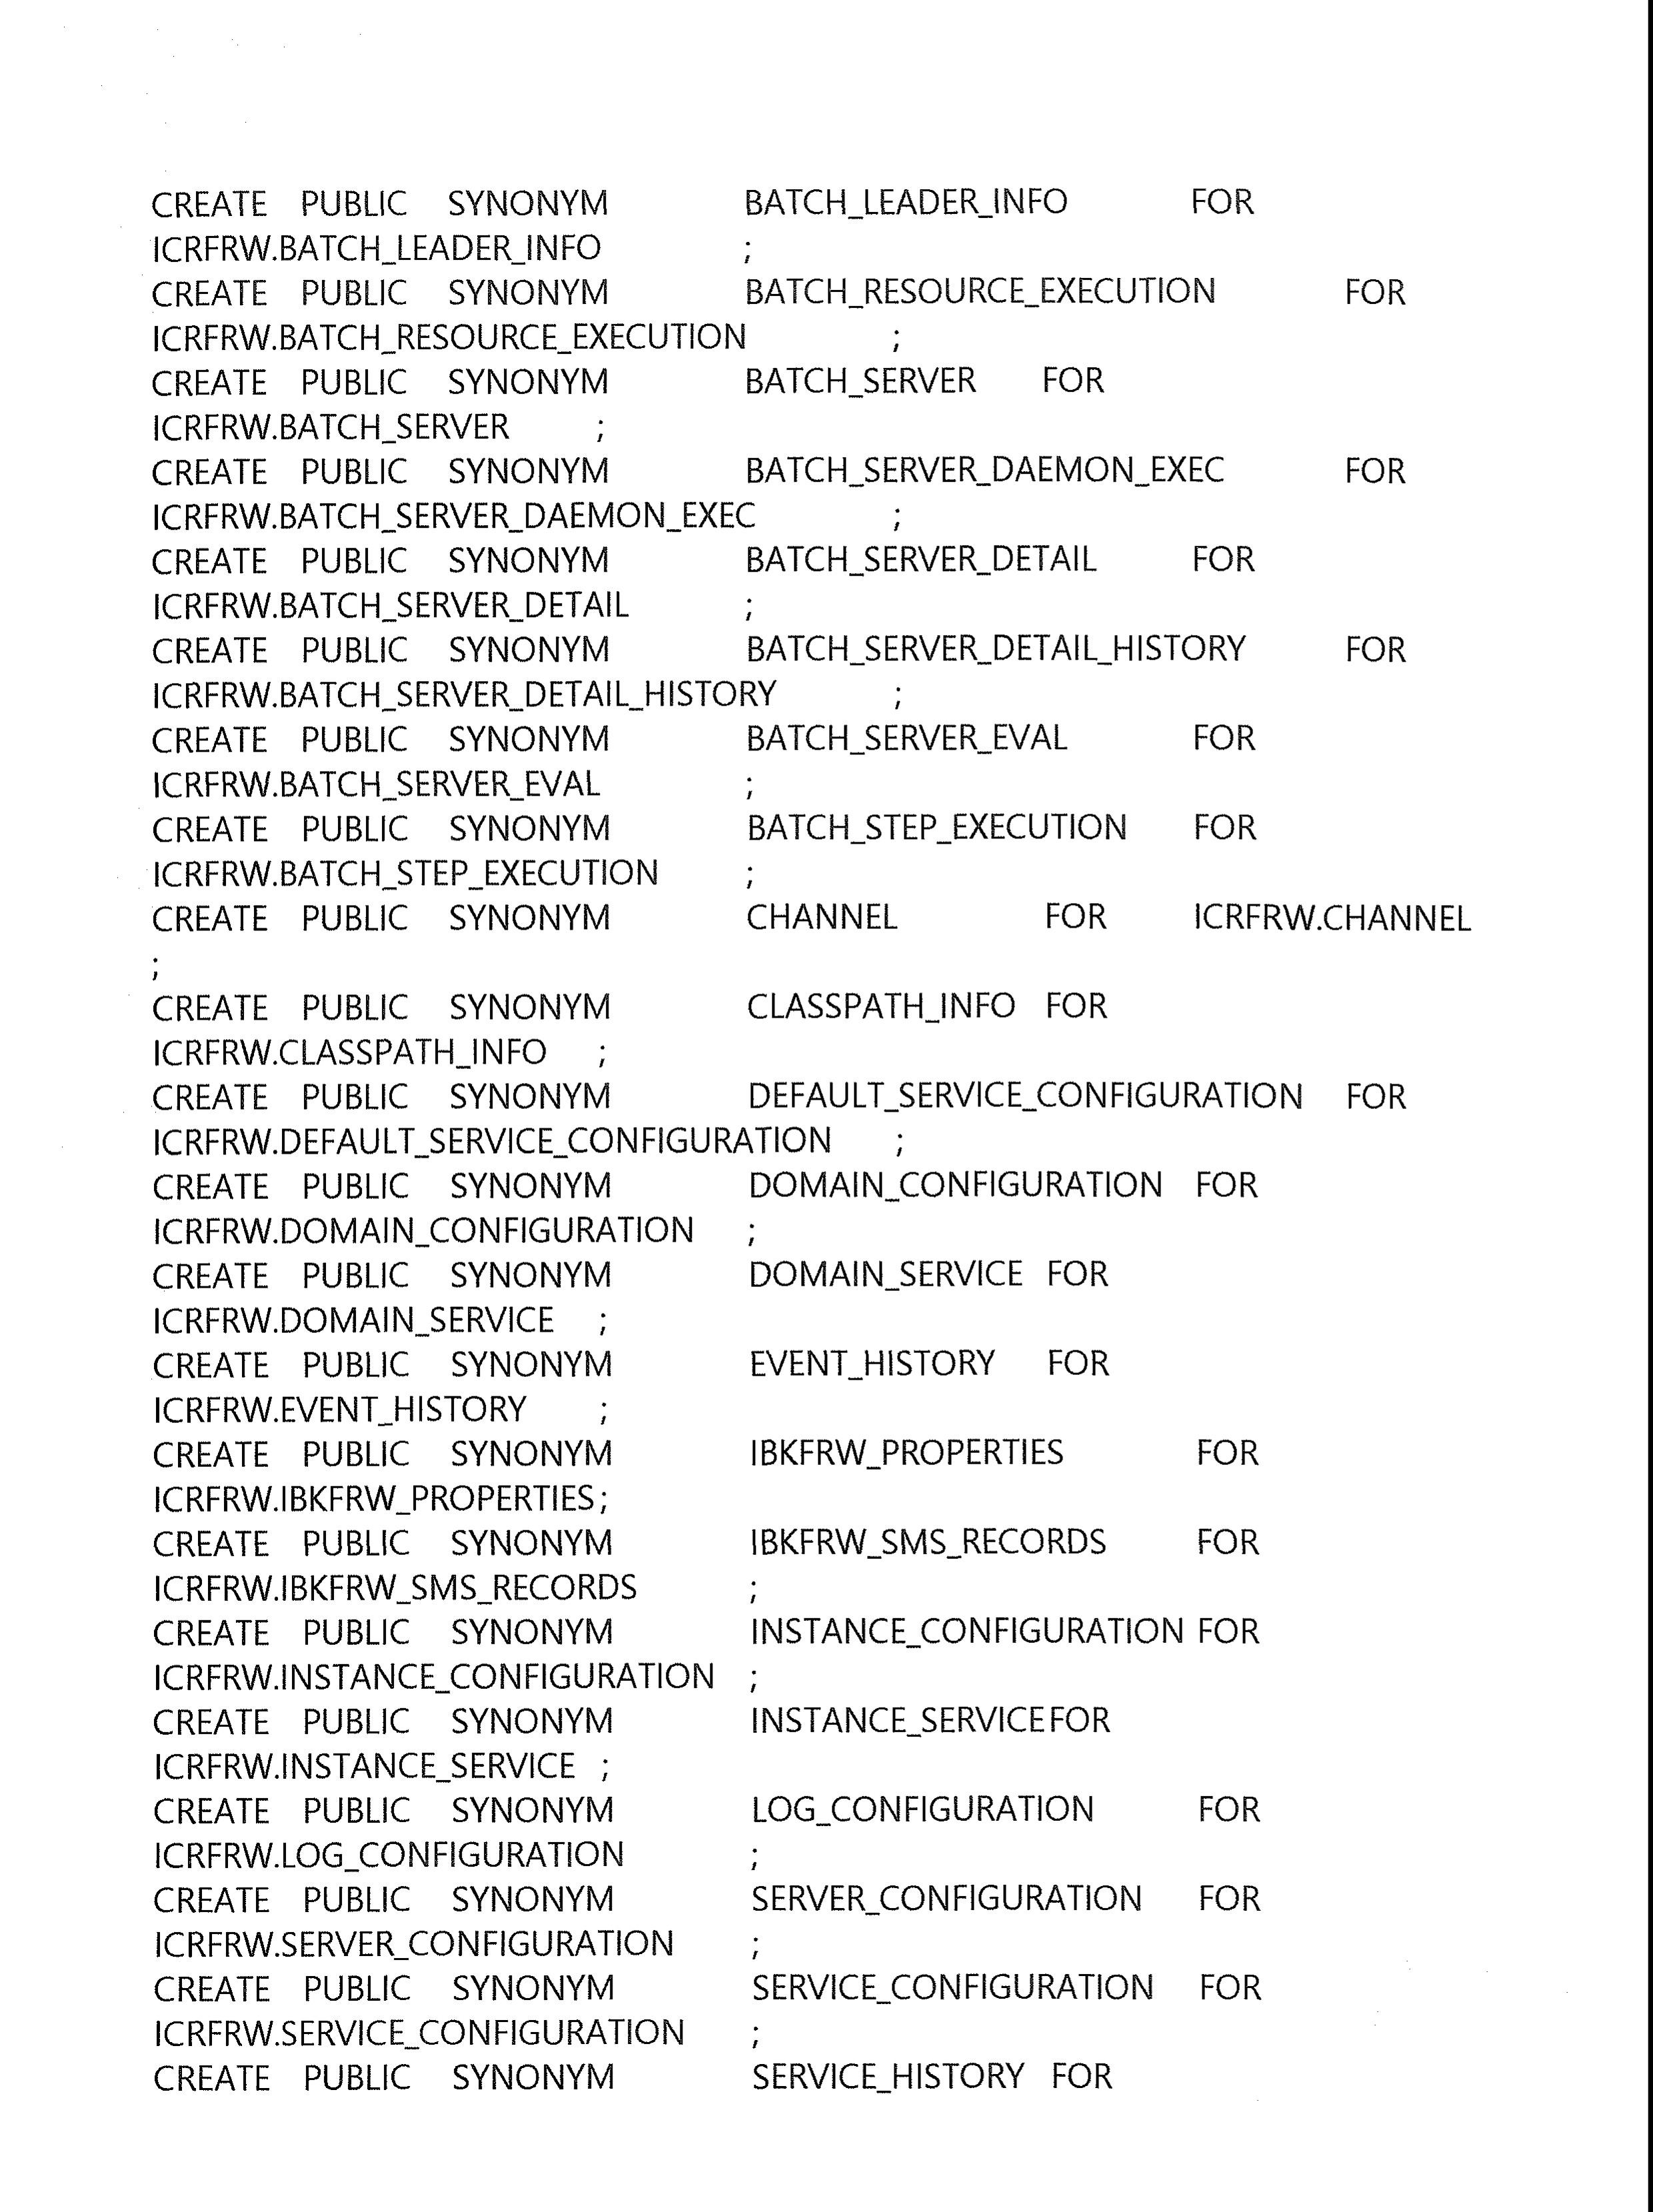 CREATE PUBLIC SYNONYM BATCH_LEADER_INFO FOR
ICRFRW.BATCH_LEADER_INFO ;
CREATE PUBLIC SYNONYM BATCH_RESOURCE_EXECUTION FOR
ICRFRW.BATCH_RESOURCE_EXECUTION ;
CREATE PUBLIC SYNONYM BATCH_SERVER FOR
ICRFRW.BATCH_SERVER ;
CREATE PUBLIC SYNONYM BATCH_SERVER_DAEMON_EXEC FOR
ICRFRW.BATCH_SERVER_DAEMON_EXEC ;
CREATE PUBLIC SYNONYM BATCH_SERVER_DETAIL FOR
ICRFRW.BATCH_SERVER_DETAIL ;
CREATE PUBLIC SYNONYM BATCH_SERVER_DETAIL_HISTORY FOR
ICRFRW.BATCH_SERVER_DETAIL_HISTORY ;
CREATE PUBLIC SYNONYM BATCH_SERVER_EVAL FOR
ICRFRW.BATCH_SERVER_EVAL ;
CREATE PUBLIC SYNONYM BATCH_STEP_EXECUTION FOR
ICRFRW.BATCH_STEP_EXECUTION ;
CREATE PUBLIC SYNONYM CHANNEL FOR ICRFRW.CHANNEL
;
CREATE PUBLIC SYNONYM CLASSPATH_INFO FOR
ICRFRW.CLASSPATH_INFO ;
CREATE PUBLIC SYNONYM DEFAULT_SERVICE_CONFIGURATION FOR
ICRFRW.DEFAULT_SERVICE_CONFIGURATION ;
CREATE PUBLIC SYNONYM DOMAIN_CONFIGURATION FOR
ICRFRW.DOMAIN_CONFIGURATION ;
CREATE PUBLIC SYNONYM DOMAIN_SERVICE FOR
ICRFRW.DOMAIN_SERVICE ;
CREATE PUBLIC SYNONYM EVENT_HISTORY FOR
ICRFRW.EVENT_HISTORY ;
CREATE PUBLIC SYNONYM IBKFRW_PROPERTIES FOR
ICRFRW.IBKFRW_PROPERTIES;
CREATE PUBLIC SYNONYM IBKFRW_SMS_RECORDS FOR
ICRFRW.IBKFRW_SMS_RECORDS ;
CREATE PUBLIC SYNONYM INSTANCE_CONFIGURATION FOR
ICRFRW.INSTANCE_CONFIGURATION ;
CREATE PUBLIC SYNONYM INSTANCE_SERVICEFOR
ICRFRW.INSTANCE_SERVICE ;
CREATE PUBLIC SYNONYM LOG_CONFIGURATION FOR
ICRFRW.LOG_CONFIGURATION ;
CREATE PUBLIC SYNONYM SERVER_CONFIGURATION FOR
ICRFRW.SERVER_CONFIGURATION ;
CREATE PUBLIC SYNONYM SERVICE_CONFIGURATION FOR
ICRFRW.SERVICE_CONFIGURATION ;
CREATE PUBLIC SYNONYM SERVICE_HISTORY FOR